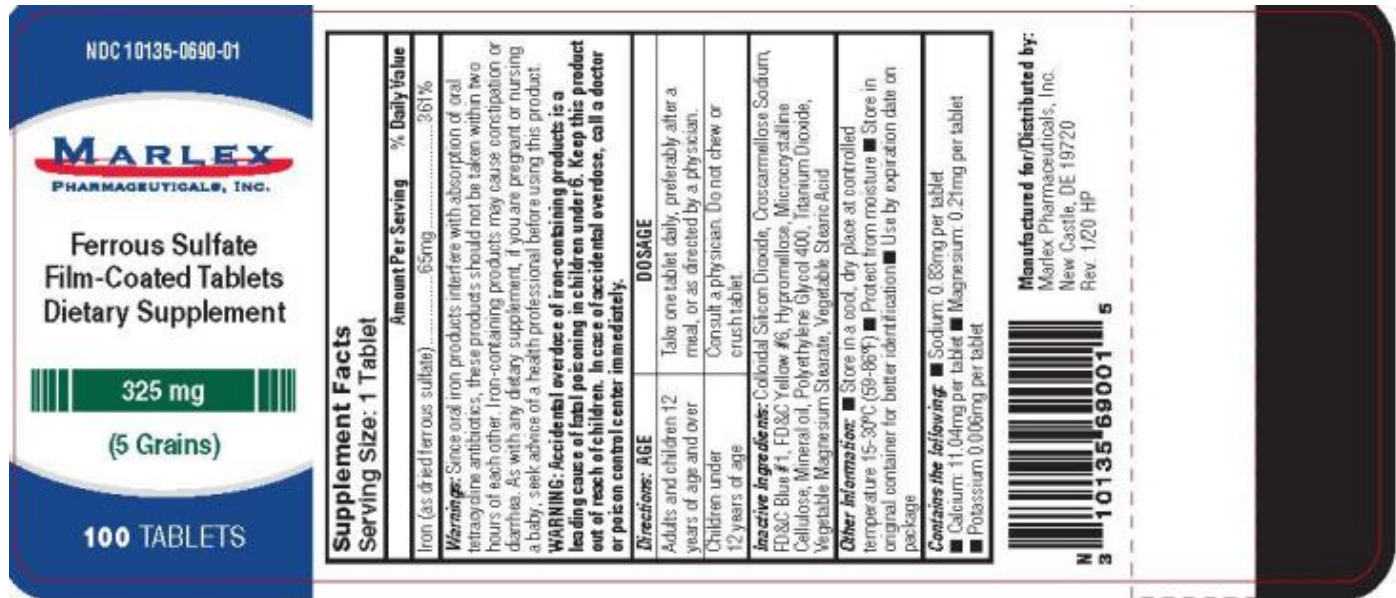 NDC 10135-0690-01
MARLEX
PHARMACEUTICALS, INC.
Ferrous Sulfate
Film-Coated Tablets
Dietary Supplement
325 mg
(5 Grains)
100 TABLETS
Supplement Facts
Serving Size: 1 Tablet
Amount Per Serving % Daily Value
Iron (as dried ferrous sulfate)..........65mg..........361%
Warnings: Since oral iron products interfere with absorption of oral
tetracycline antibiotics, these products should not be taken within two
hours of each other. Iron-containing products may cause constipation or
diarrhea. As with any dietary supplement, if you are pregnant or nursing
a baby, seek advice of a health professional before using this product.
WARNING: Accidental overdose of iron-containing products is a
leading cause of fatal poisoning in children under 6. Keep this product
out of reach of children. In case of accidental overdose, call a doctor
or poison control center immediately.
Directions: AGE DOSAGE
Adults and children 12 Take one tablet daily, preferably after a
years of age and over meal, or as directed by a physician.
Children under Consult a physician. Do not chew or
12 years of age crush tablet.
Inactive Ingredients: Colloidal Silicon Dioxide, Croscarmellose Sodium,
FD&C Blue #1, FD&C Yellow #6, Hypromellose, Microcrystalline
Cellulose, Mineral oil, Polyethylene Glycol 400, Titanium Dioxide,
Vegetable Magnesium Stearate, Vegetable Stearic Acid
Other Information: ■ Store in a cool, dry place at controlled
temperature 15-30°C (59-86°F) ■ Protect from moisture ■ Store in
original container for better identification ■ Use by expiration date on
package
Contains the following: ■ Sodium: 0.83mg per tablet
■ Calcium: 11.04mg per tablet ■ Magnesium: 0.21mg per tablet
■ Potassium 0.006mg per tablet
N
3 10135 69001 5
Manufactured for/Distributed by:
Marlex Pharmaceuticals, Inc.
New Castle, DE 19720
Rev. 1/20 HP